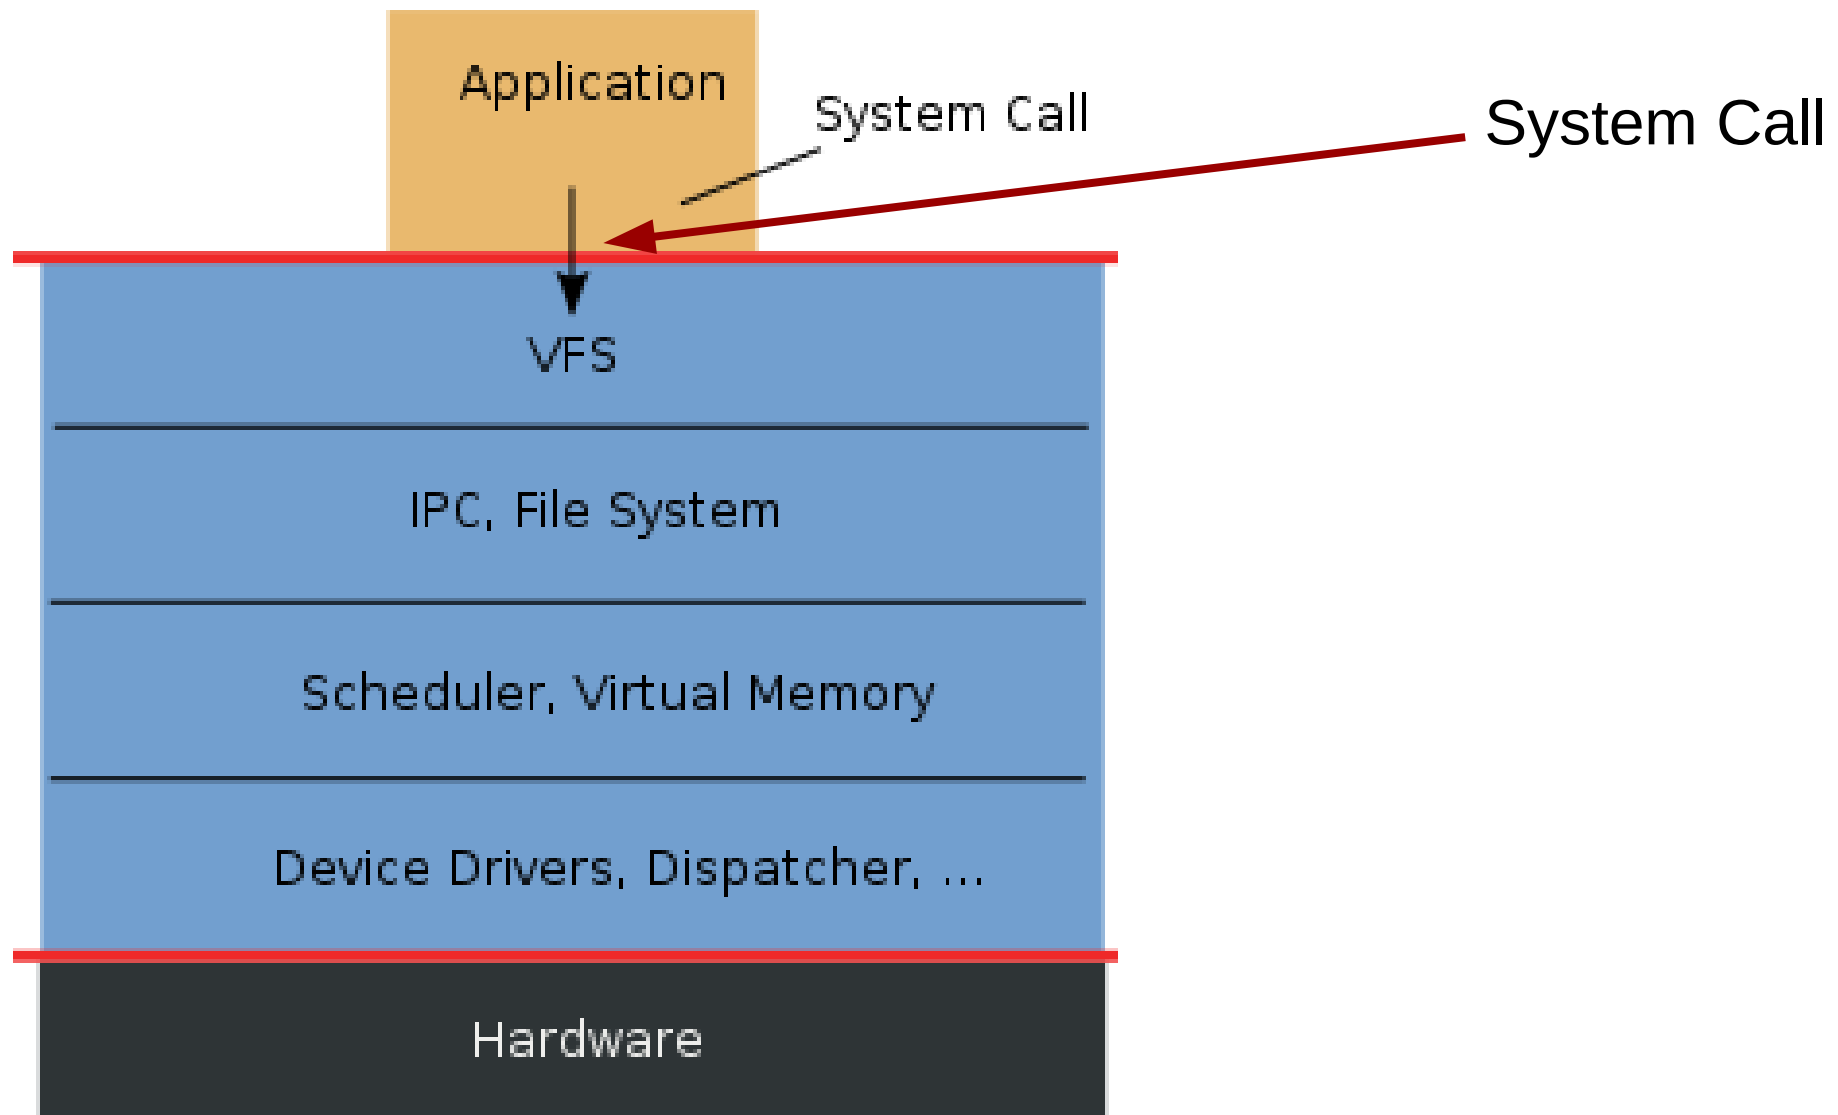 Application
System Call
System Call
VFS
IPC, File System
Scheduler, Virtual Memory
Device Drivers, Dispatcher, ...
Hardware